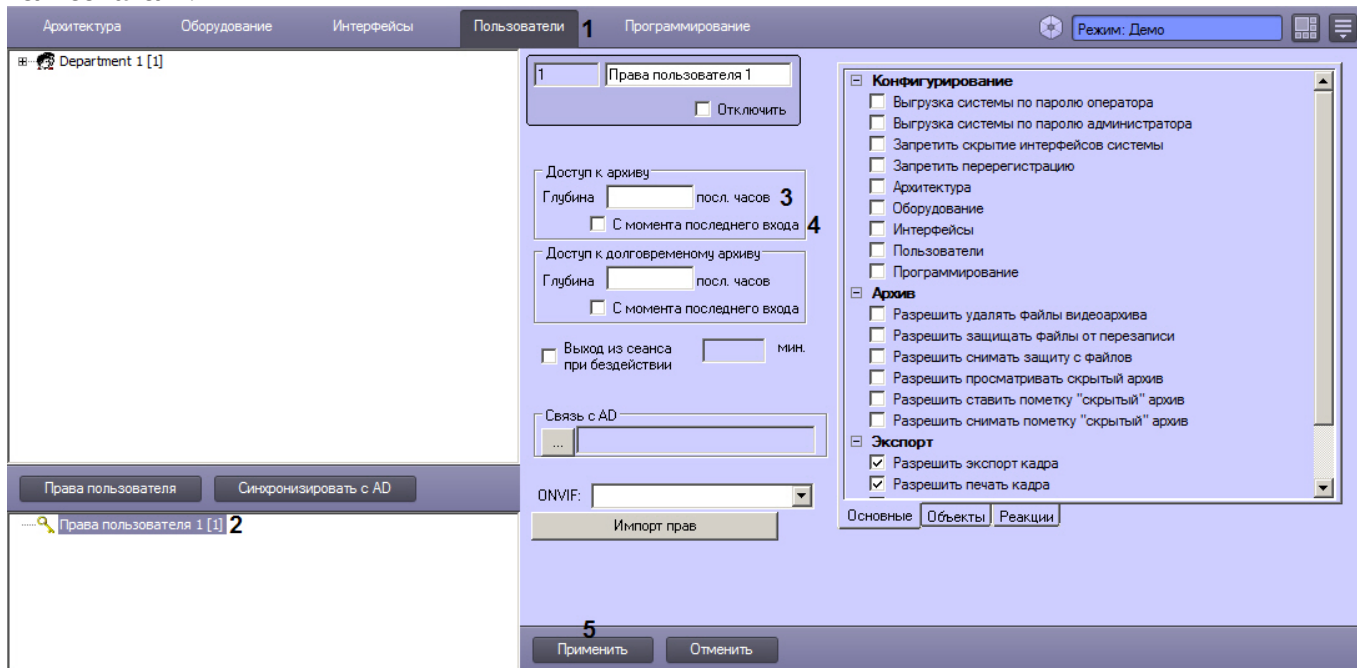 Архитектура Оборудование Интерфейсы Пользователи 1 Программирование Режим: Демо
Department 1 [1]
1 Права пользователя 1
Отключить
Доступ к архиву
Глубина посл. часов 3
С момента последнего входа 4
Доступ к долговременому архиву
Глубина посл. часов
С момента последнего входа
Выход из сеанса мин.
при бездействии
Связь с AD
...
ONVIF:
Импорт прав
Конфигурирование
Выгрузка системы по паролю оператора
Выгрузка системы по паролю администратора
Запретить скрытие интерфейсов системы
Запретить перерегистрацию
Архитектура
Оборудование
Интерфейсы
Пользователи
Программирование
Архив
Разрешить удалять файлы видеоархива
Разрешить защищать файлы от перезаписи
Разрешить снимать защиту с файлов
Разрешить просматривать скрытый архив
Разрешить ставить пометку "скрытый" архив
Разрешить снимать пометку "скрытый" архив
Экспорт
Разрешить экспорт кадра
Разрешить печать кадра
Основные Объекты Реакции
Права пользователя Синхронизировать с AD
Права пользователя 1 [1] 2
5
Применить Отменить